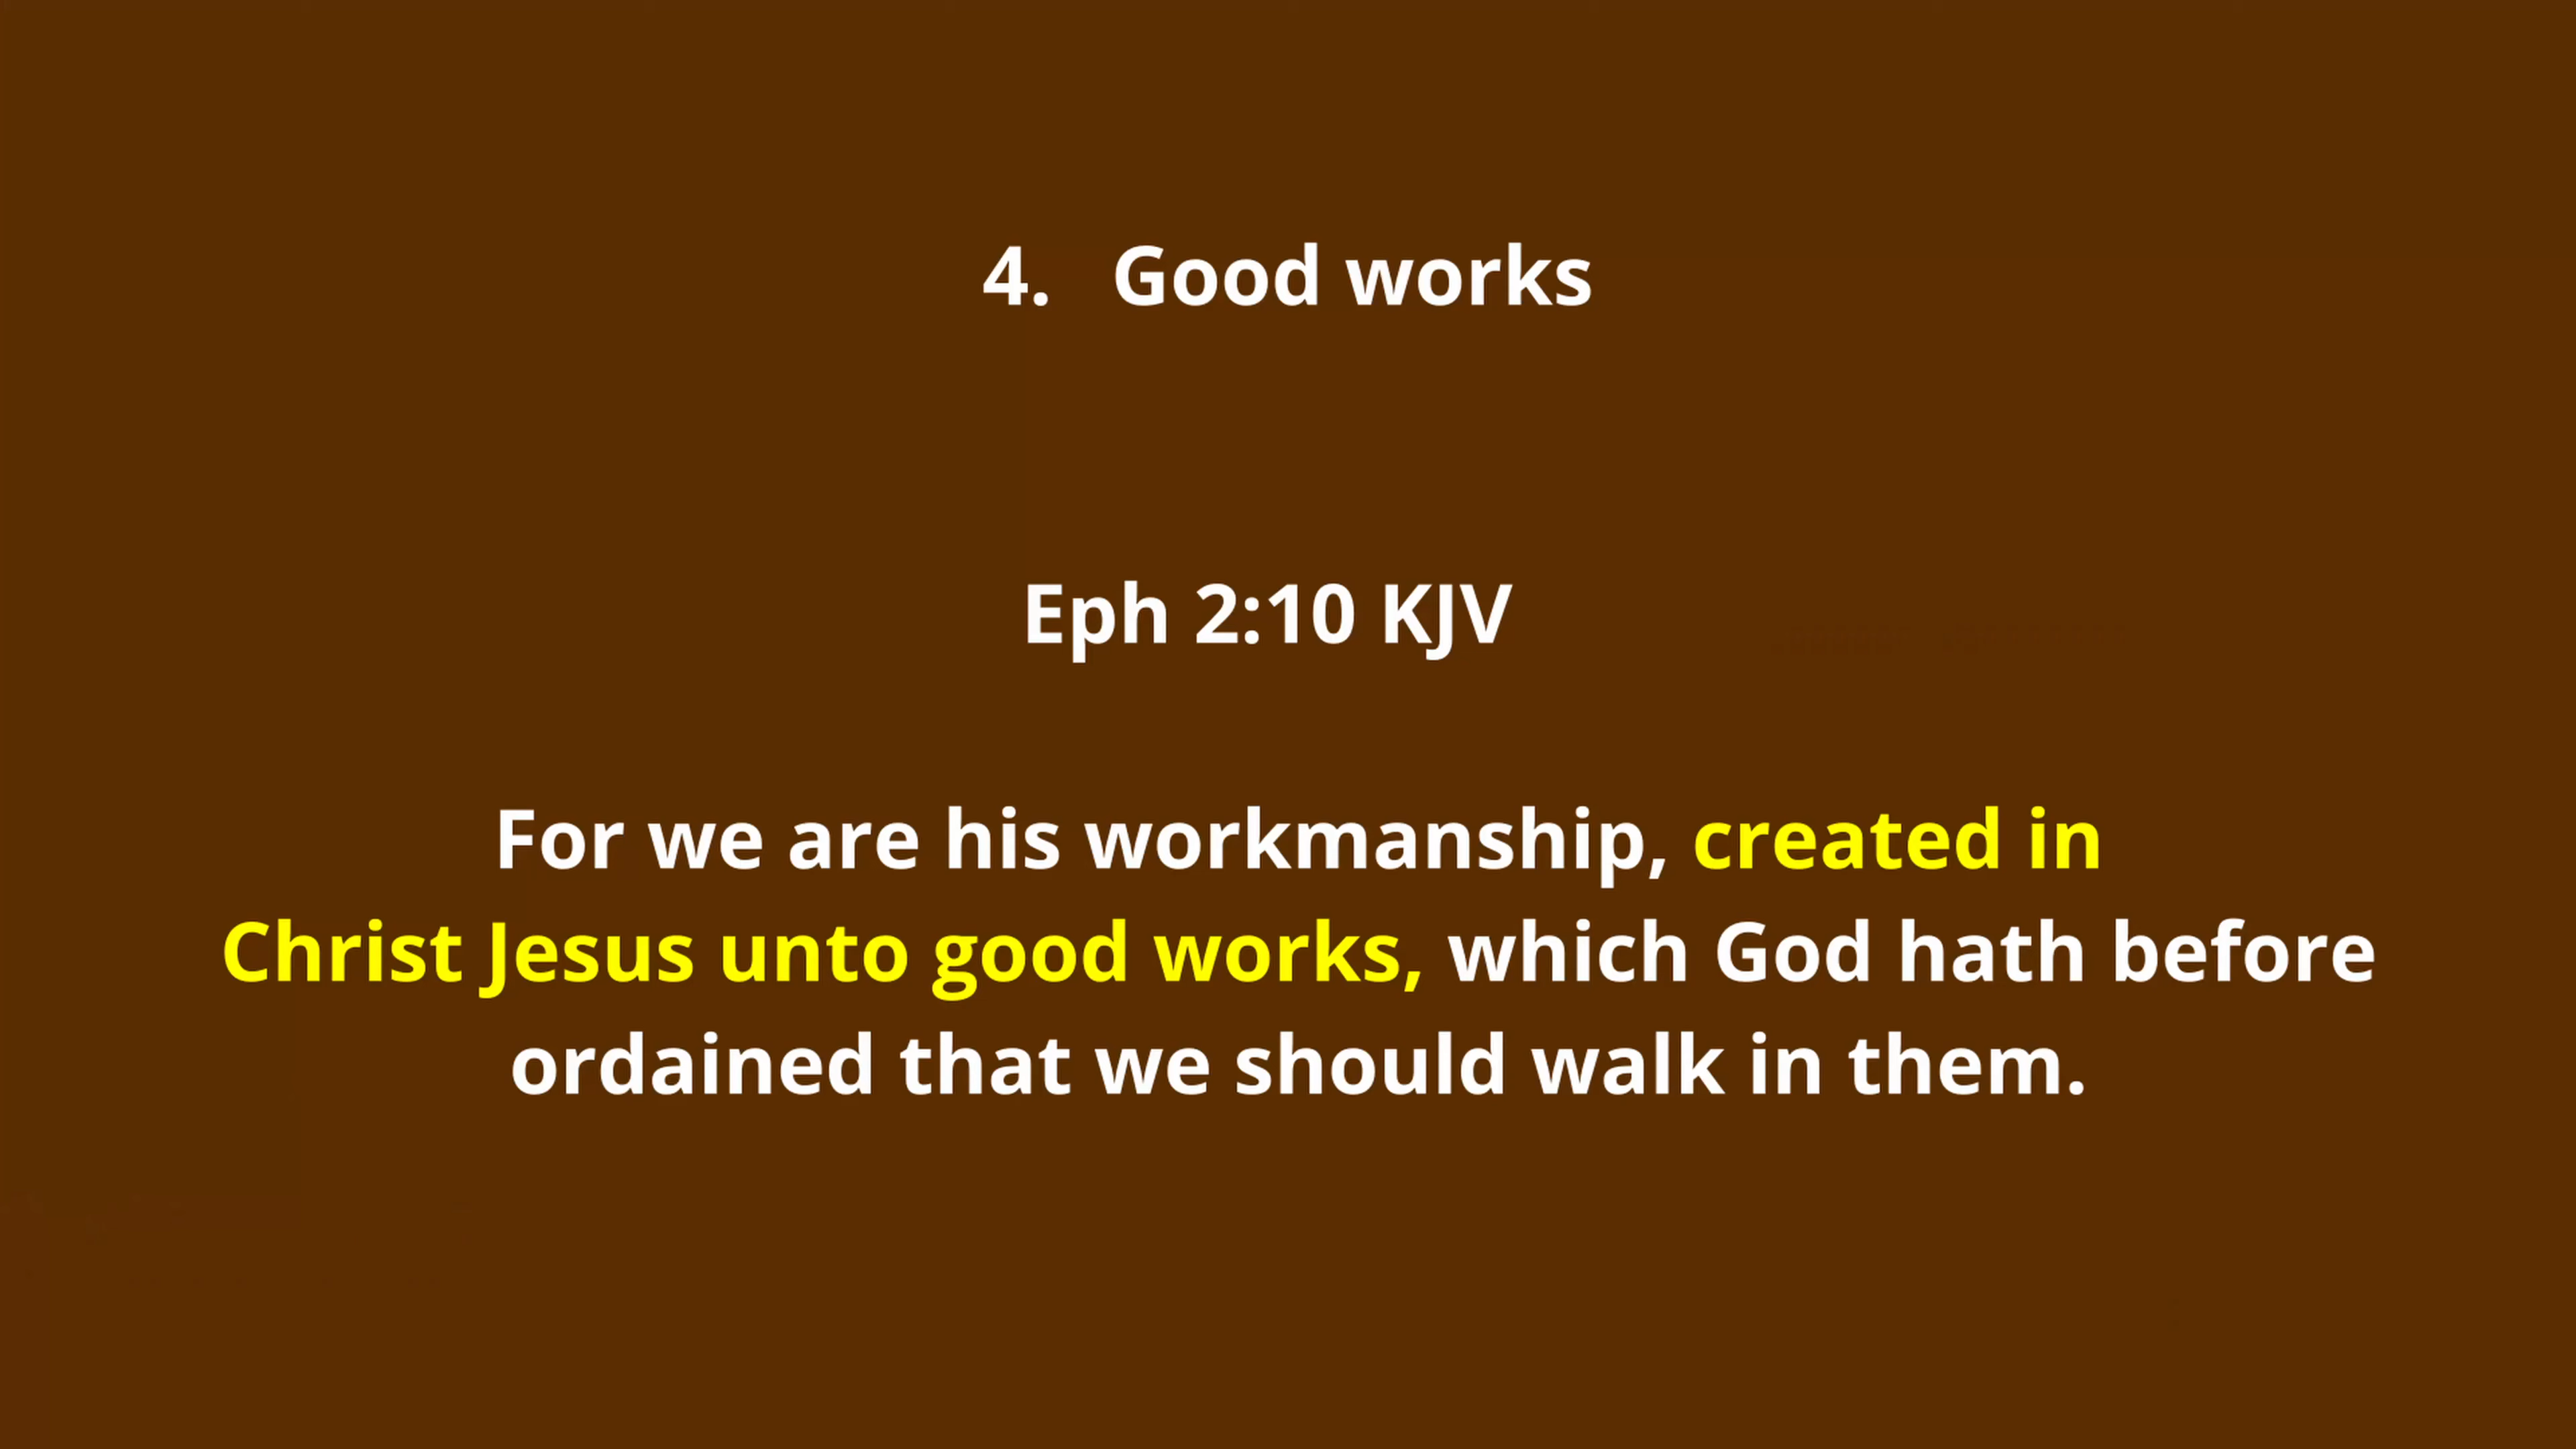 4. Good works
Eph 2:10 KJV
For we are his workmanship, created in
Christ Jesus unto good works, which God hath before
ordained that we should walk in them.